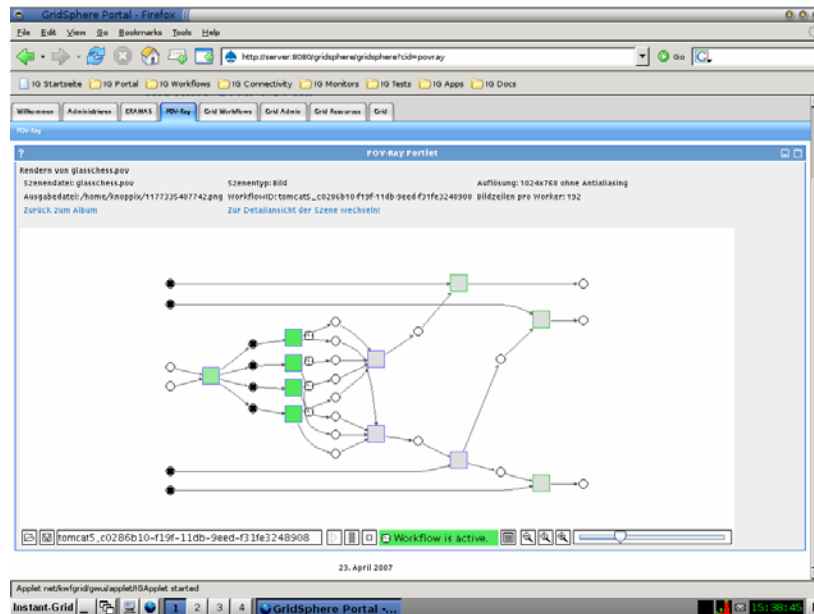 GridSphere Portal - Firefox
File Edit View Go Bookmarks Tools Help
http://server:8080/gridsphere/gridsphere?cid=povray Go
IG Startseite IG Portal IG Workflows IG Connectivity IG Monitors IG Tests IG Apps IG Docs
Willkommen Administrieren ERAMAS POV-Ray Grid Workflows Grid Admin Grid Resources Grid
POV-Ray
? POV-Ray Portlet
Rendern von glasschess.pov
Szenendatei: glasschess.pov Szenentyp: Bild Auflösung: 1024x768 ohne Antialiasing
Ausgabedatei: /home/knoppix/1177335407742.png WorkflowID: tomcat5_c0286b10-f19f-11db-9eed-f31fe3248908 Bildzeilen pro Worker: 192
Zurück zum Album Zur Detailansicht der Szene wechseln!
tomcat5_c0286b10-f19f-11db-9eed-f31fe3248908 Workflow is active.
23. April 2007
Applet net/kwfgrid/gwui/applet/IGApplet started
Instant-Grid 1 2 3 4 GridSphere Portal -... 15:38:45